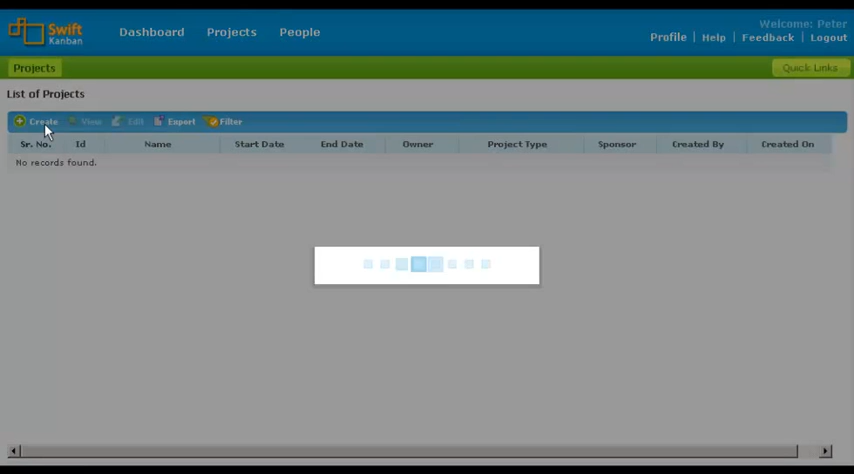 Swift
Kanban
Dashboard
Projects
People
Welcome: Peter
Profile | Help | Feedback | Logout
Projects
Quick Links
List of Projects
Create View Edit Export Filter
Sr. No. Id Name Start Date End Date Owner Project Type Sponsor Created By Created On
No records found.